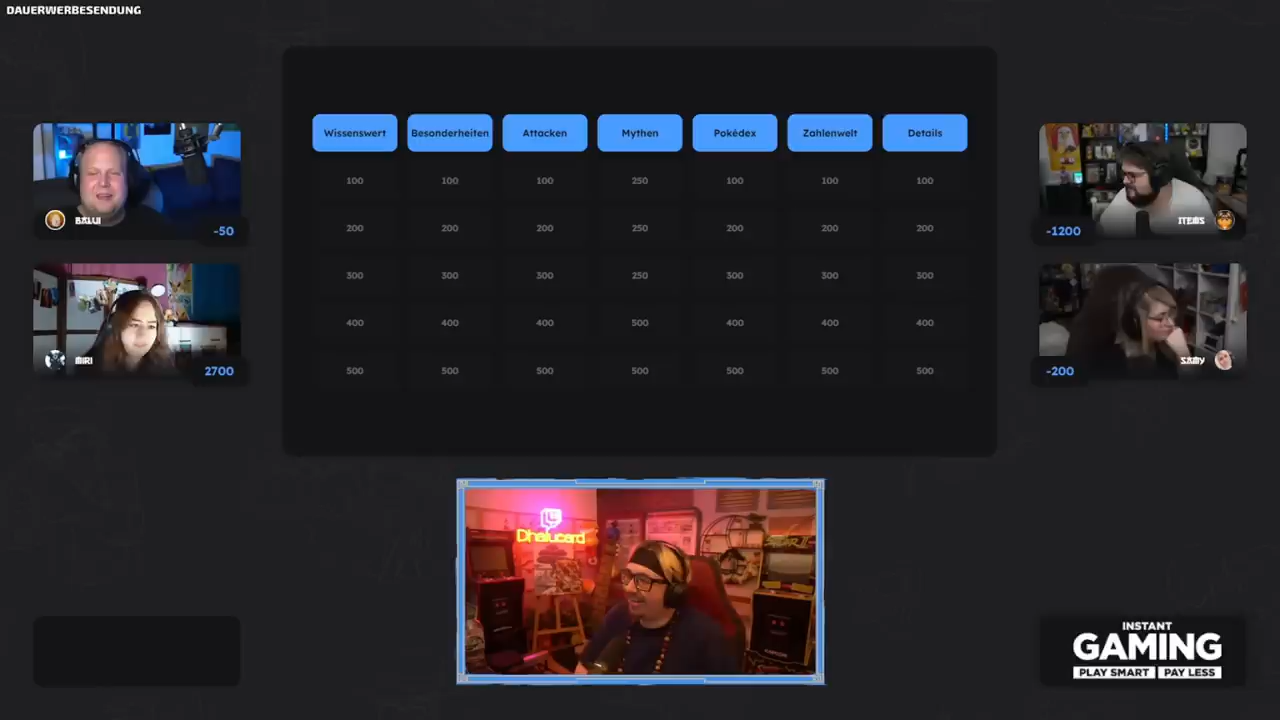 DAUERWERBESENDUNG
Wissenswert Besonderheiten Attacken Mythen Pokédex Zahlenwelt Details
100 100 100 250 100 100 100
200 200 200 250 200 200 200
300 300 300 250 300 300 300
400 400 400 500 400 400 400
500 500 500 500 500 500 500
BALUI
-50
MIRI
2700
ITEMS
-1200
SAMY
-200
Dhalucard
INSTANT
GAMING
PLAY SMART PAY LESS